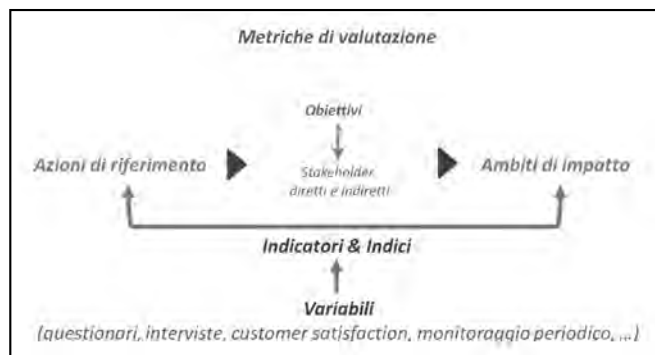 Metriche di valutazione
Obiettivi
Azioni di riferimento
Stakeholder
diretti e indiretti
Ambiti di impatto
Indicatori & Indici
Variabili
(questionari, interviste, customer satisfaction, monitoraggio periodico, ...)